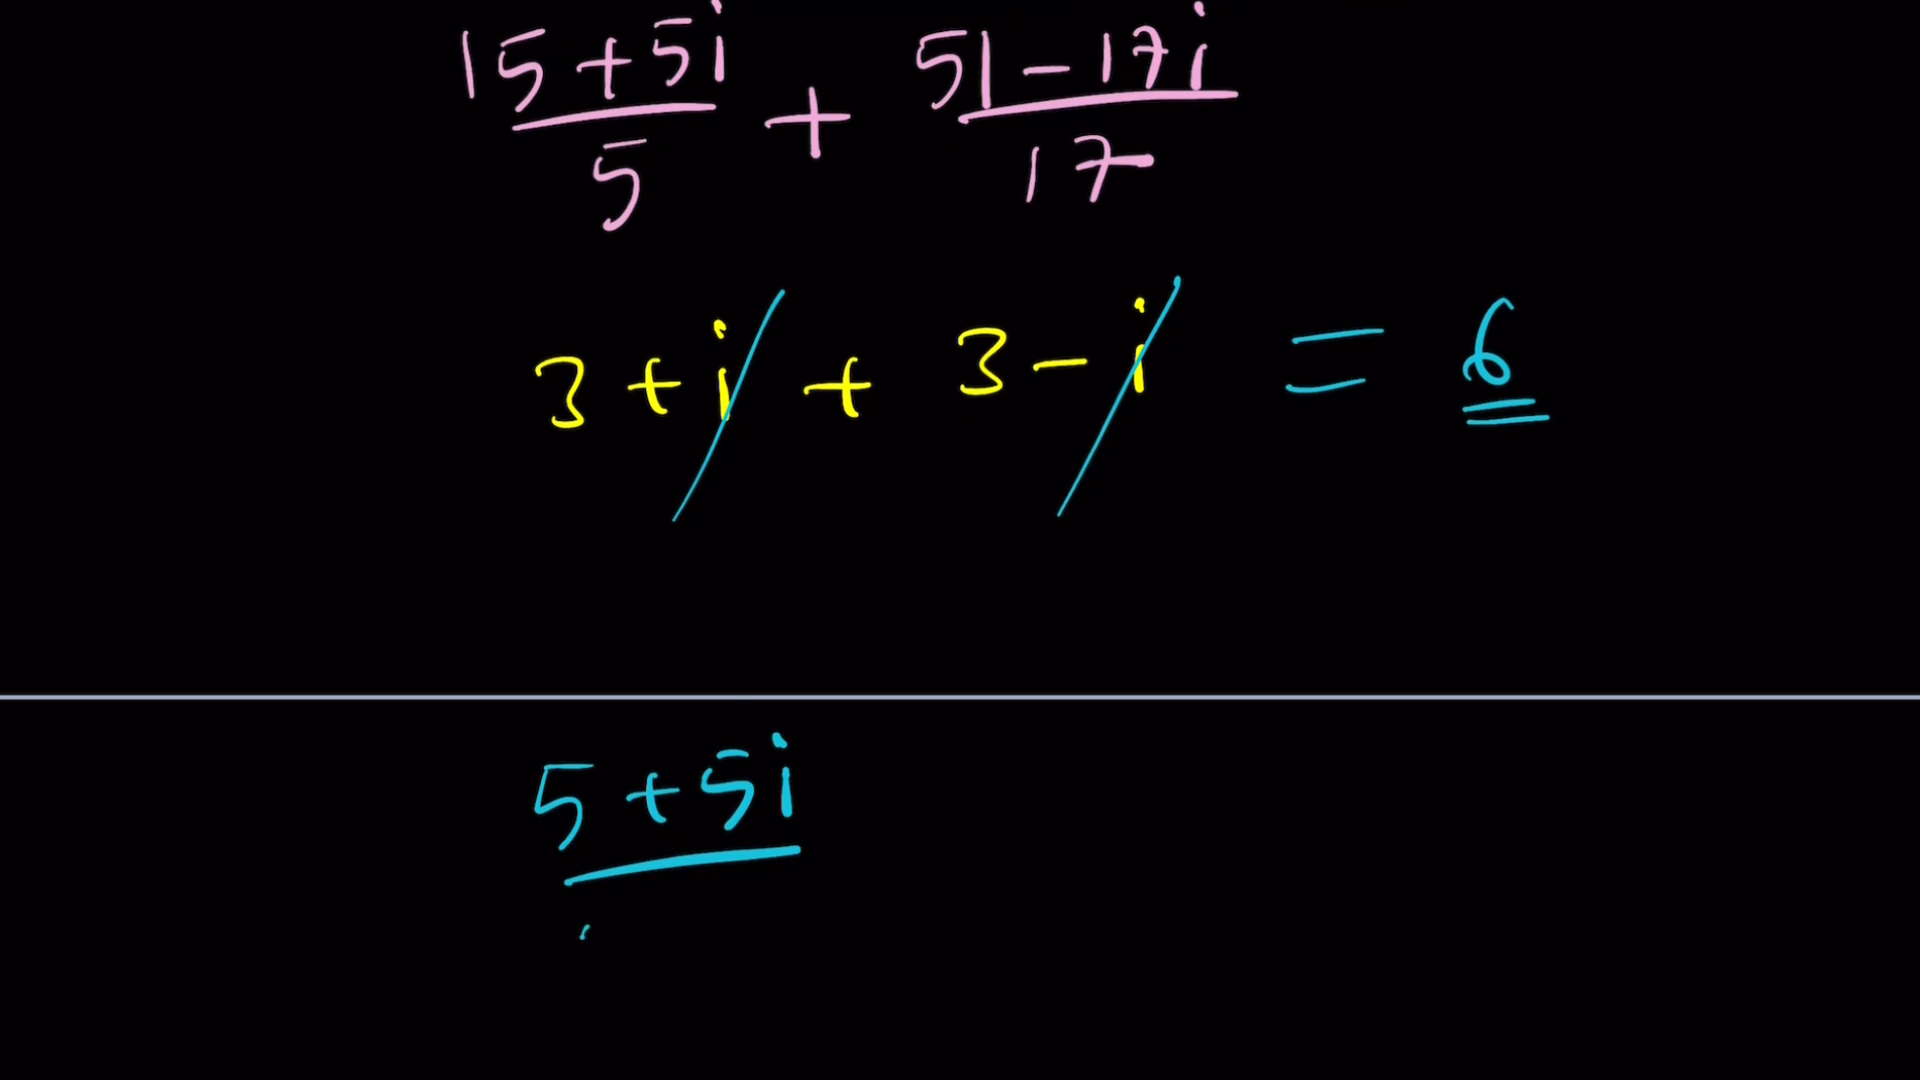 15 + 5i + 51 - 17i
5 17
3 + i + 3 - i = 6
5 + 5i